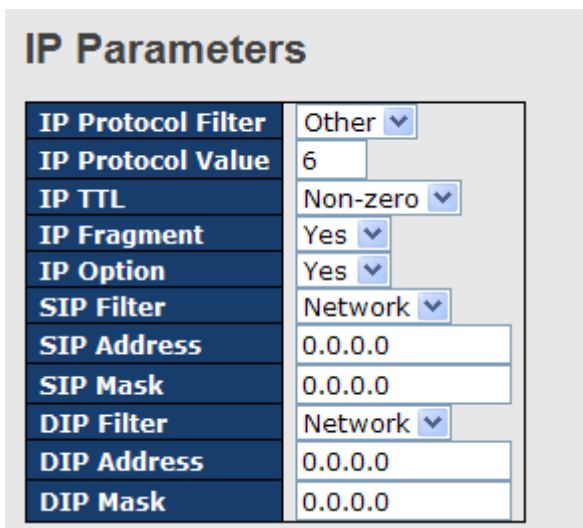 IP Parameters
IP Protocol Filter Other
IP Protocol Value 6
IP TTL Non-zero
IP Fragment Yes
IP Option Yes
SIP Filter Network
SIP Address 0.0.0.0
SIP Mask 0.0.0.0
DIP Filter Network
DIP Address 0.0.0.0
DIP Mask 0.0.0.0